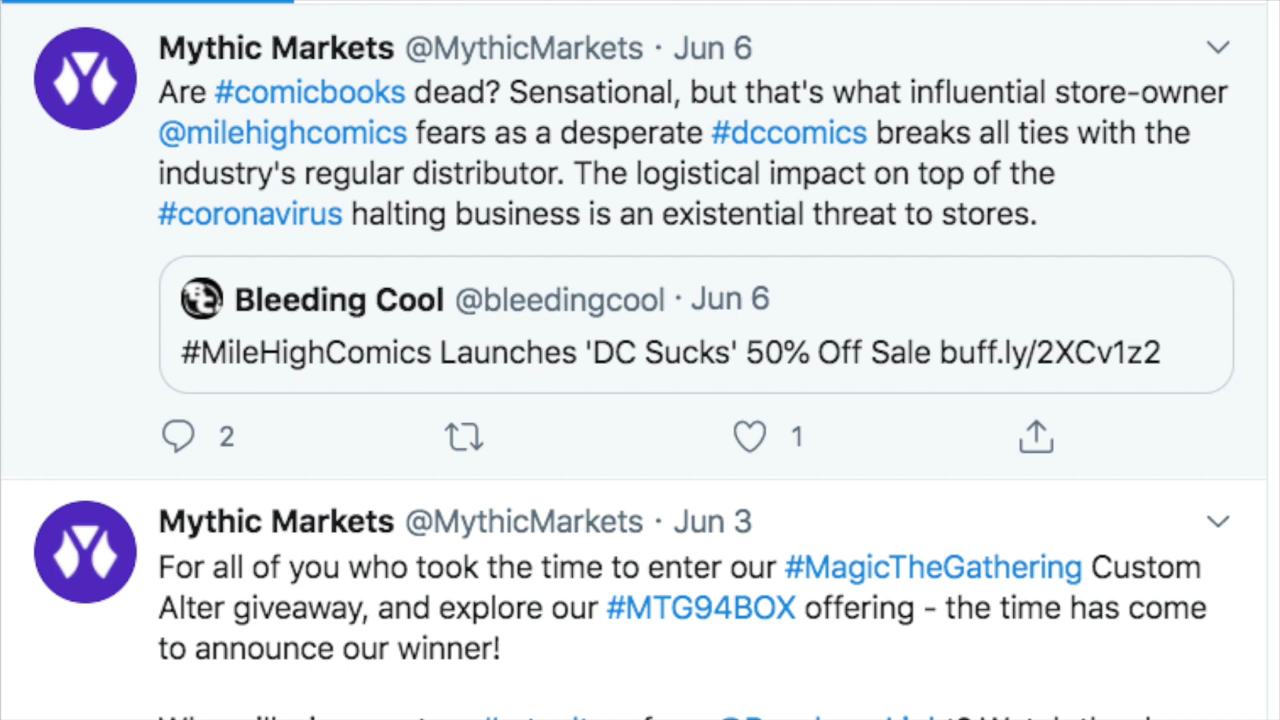 Mythic Markets @MythicMarkets · Jun 6
Are #comicbooks dead? Sensational, but that's what influential store-owner
@milehighcomics fears as a desperate #dccomics breaks all ties with the
industry's regular distributor. The logistical impact on top of the
#coronavirus halting business is an existential threat to stores.
Bleeding Cool @bleedingcool · Jun 6
#MileHighComics Launches 'DC Sucks' 50% Off Sale buff.ly/2XCv1z2
2 1
Mythic Markets @MythicMarkets · Jun 3
For all of you who took the time to enter our #MagicTheGathering Custom
Alter giveaway, and explore our #MTG94BOX offering - the time has come
to announce our winner!